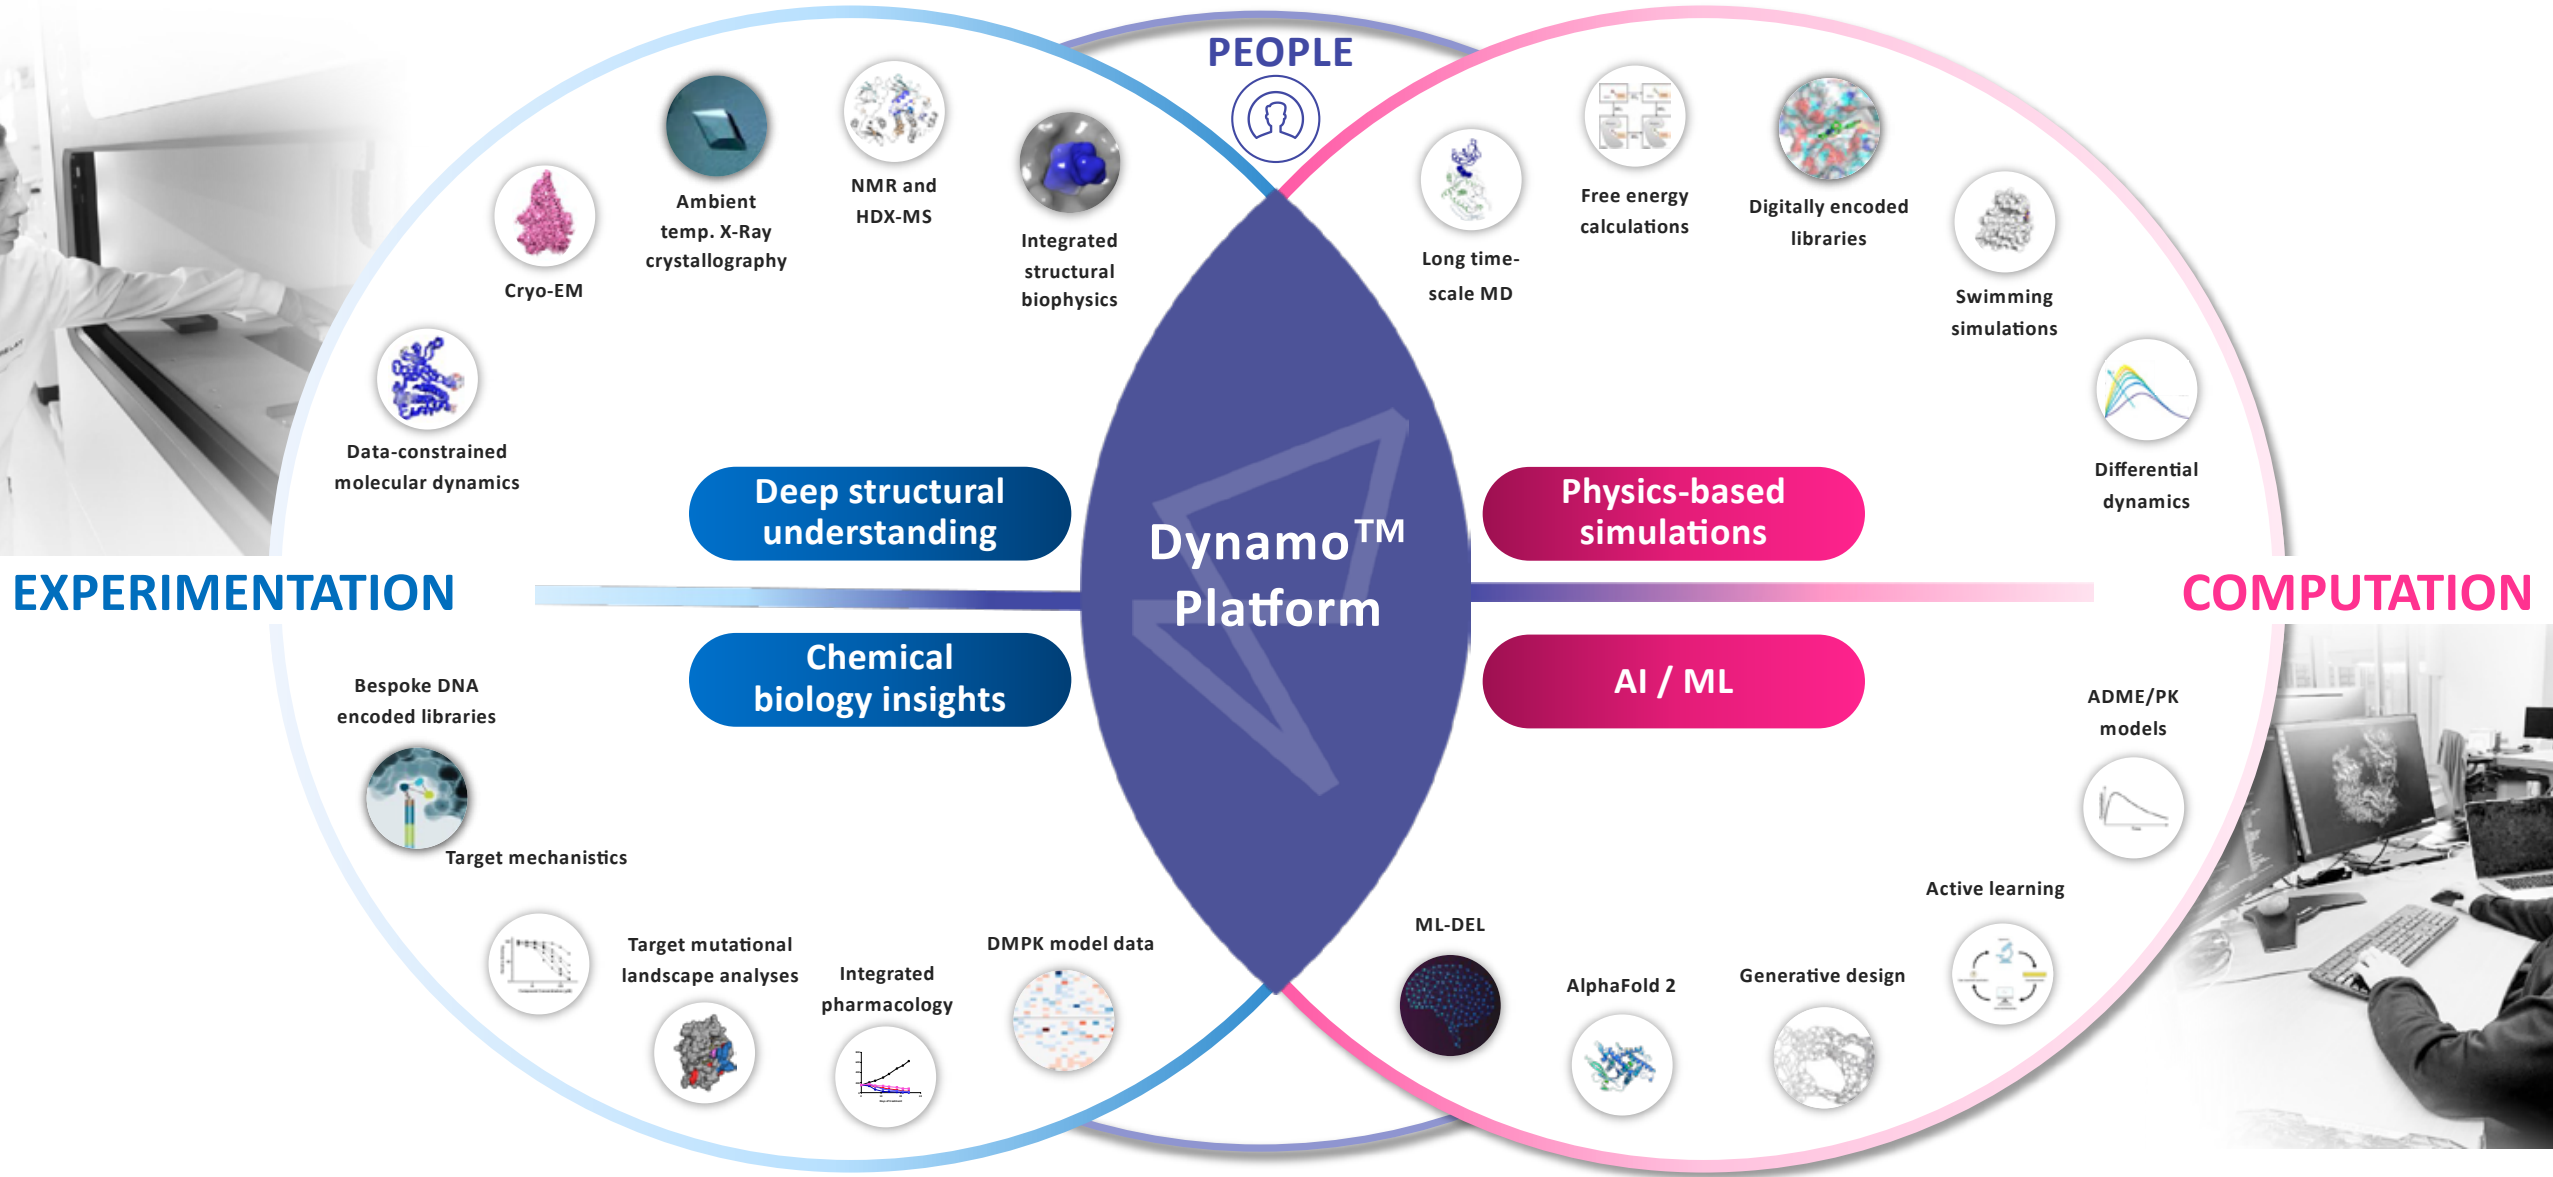 PEOPLE
Ambient
temp. X-Ray
crystallography
NMR and
HDX-MS
Integrated
structural
biophysics
Cryo-EM
Data-constrained
molecular dynamics
Long time-
scale MD
Free energy
calculations
Digitally encoded
libraries
Swimming
simulations
Differential
dynamics
Deep structural
understanding
Physics-based
simulations
Dynamo™
Platform
EXPERIMENTATION
COMPUTATION
Chemical
biology insights
AI / ML
Bespoke DNA
encoded libraries
Target mechanistics
Target mutational
landscape analyses
Integrated
pharmacology
DMPK model data
ML-DEL
AlphaFold 2
Generative design
Active learning
ADME/PK
models